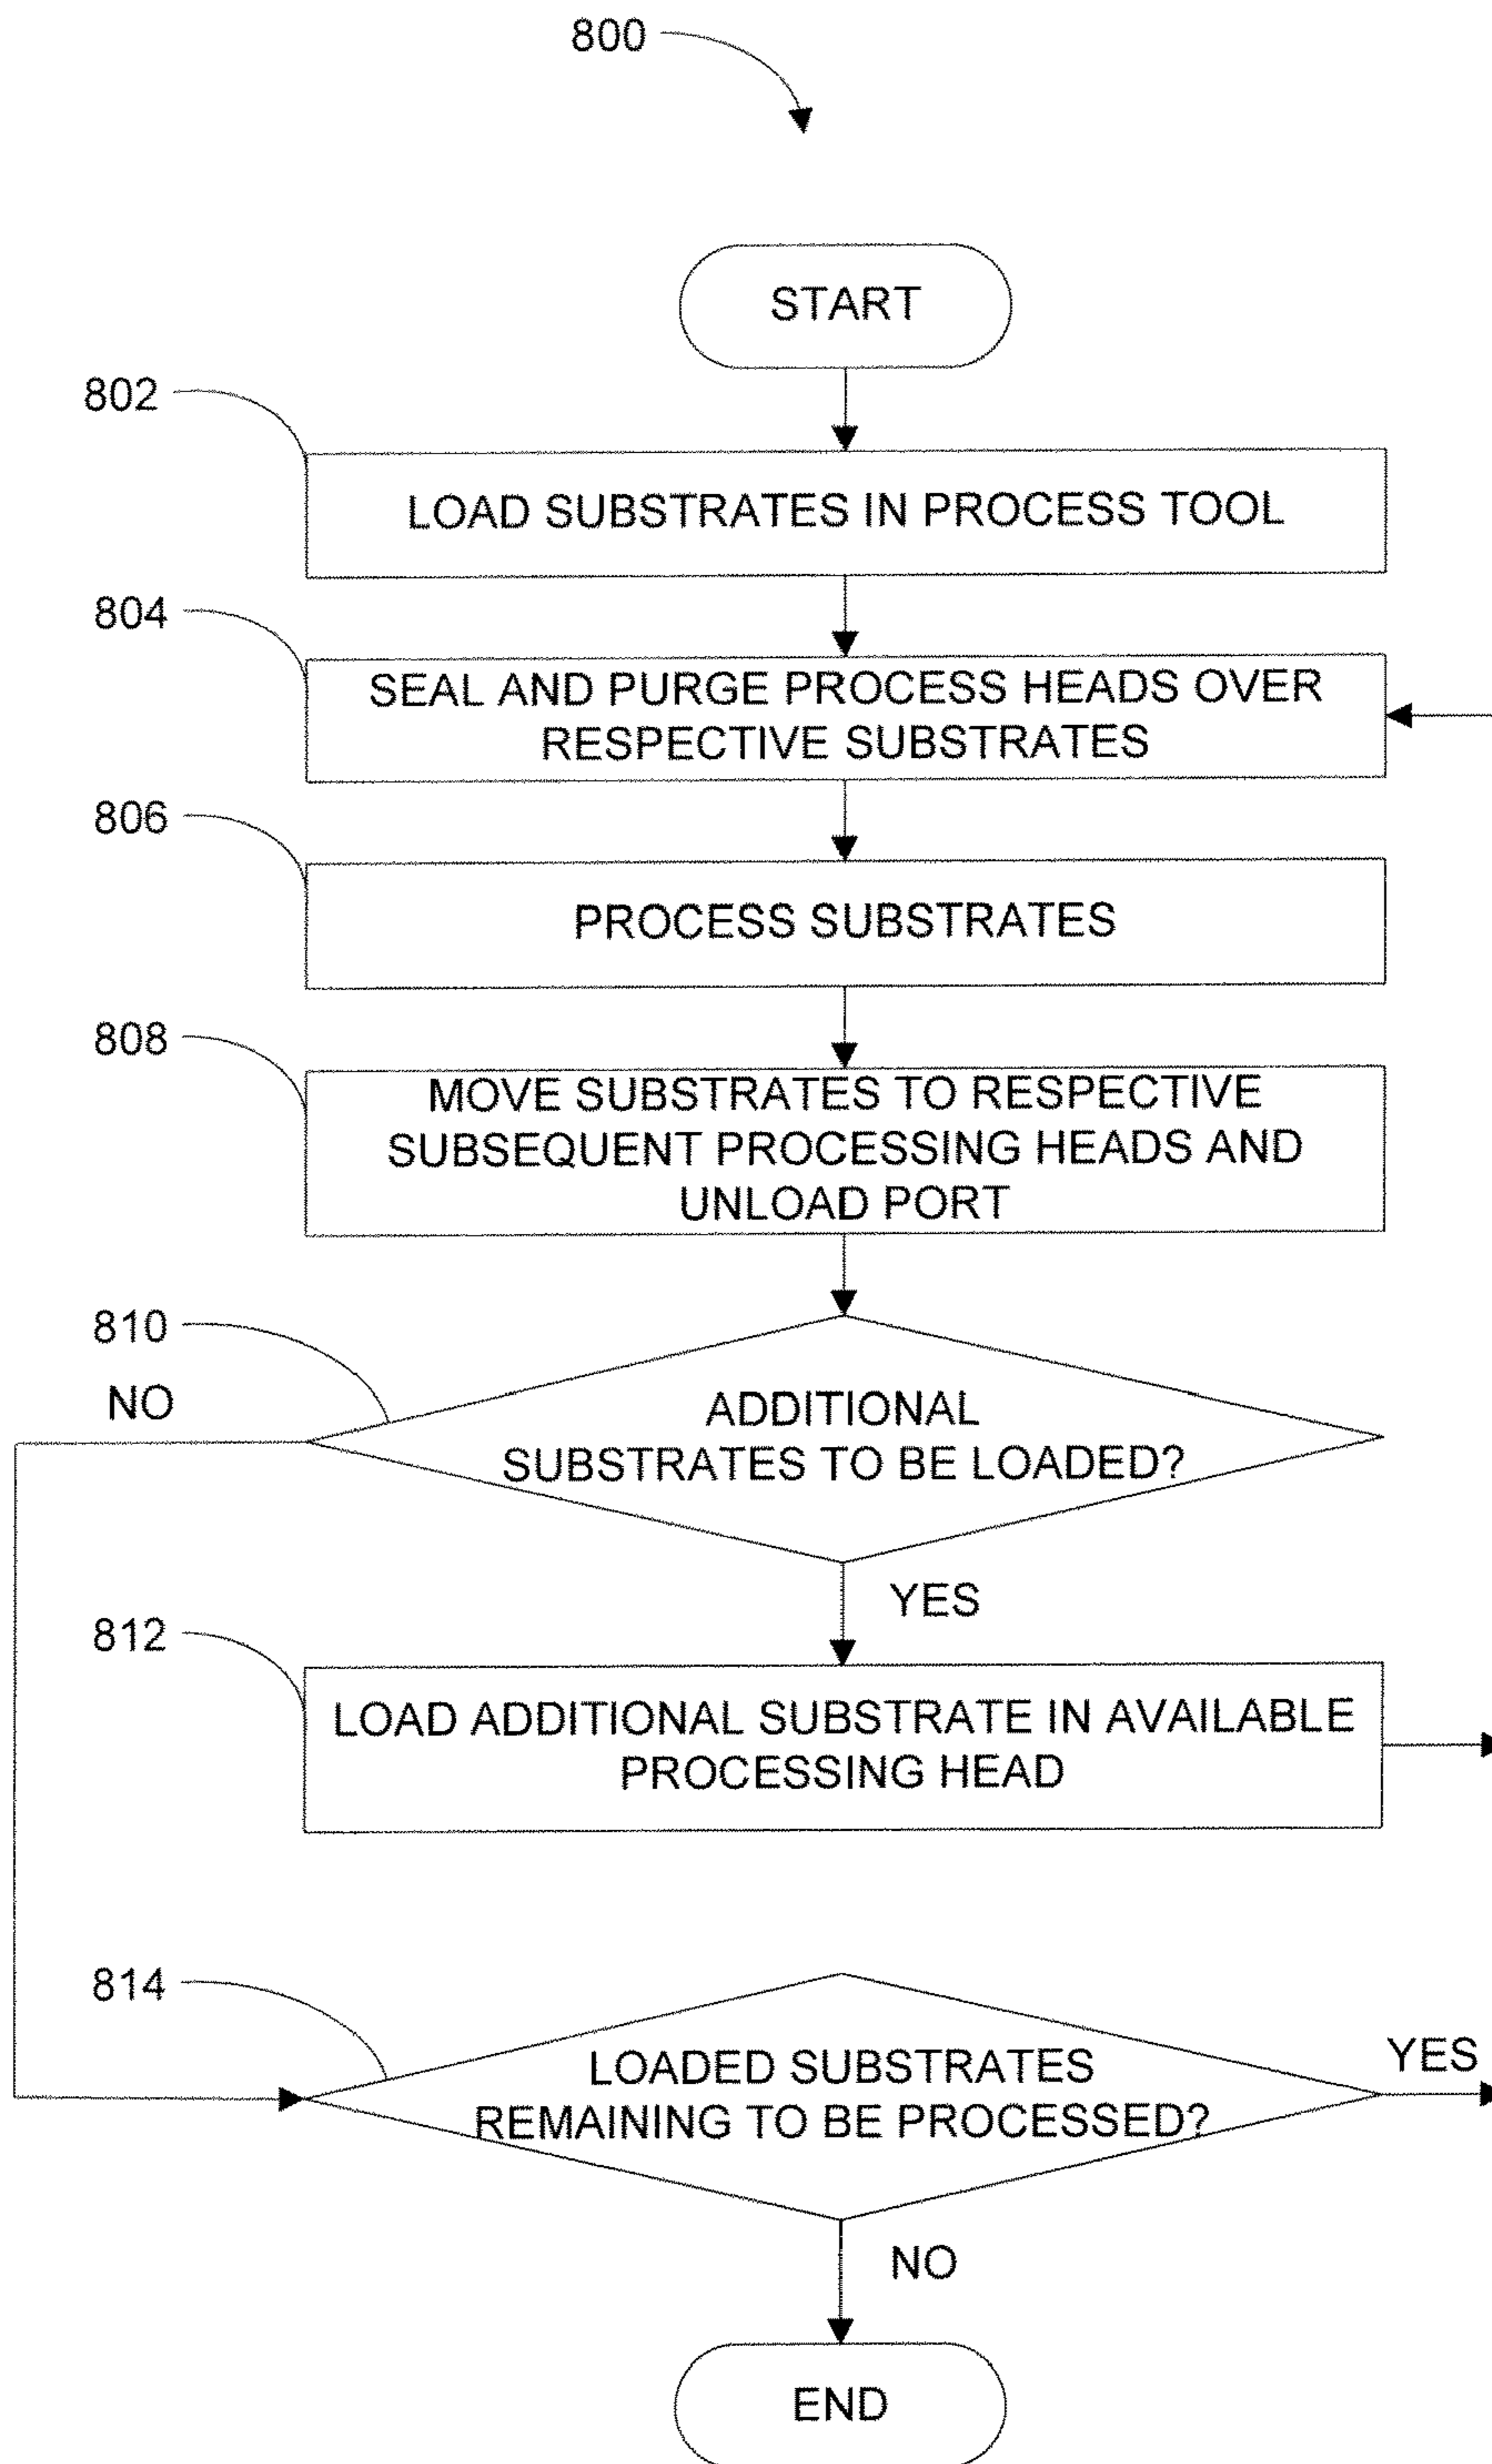 800
START
802
LOAD SUBSTRATES IN PROCESS TOOL
804
SEAL AND PURGE PROCESS HEADS OVER
RESPECTIVE SUBSTRATES
806
PROCESS SUBSTRATES
808
MOVE SUBSTRATES TO RESPECTIVE
SUBSEQUENT PROCESSING HEADS AND
UNLOAD PORT
810
NO
ADDITIONAL
SUBSTRATES TO BE LOADED?
YES
812
LOAD ADDITIONAL SUBSTRATE IN AVAILABLE
PROCESSING HEAD
814
LOADED SUBSTRATES
REMAINING TO BE PROCESSED?
YES
NO
END